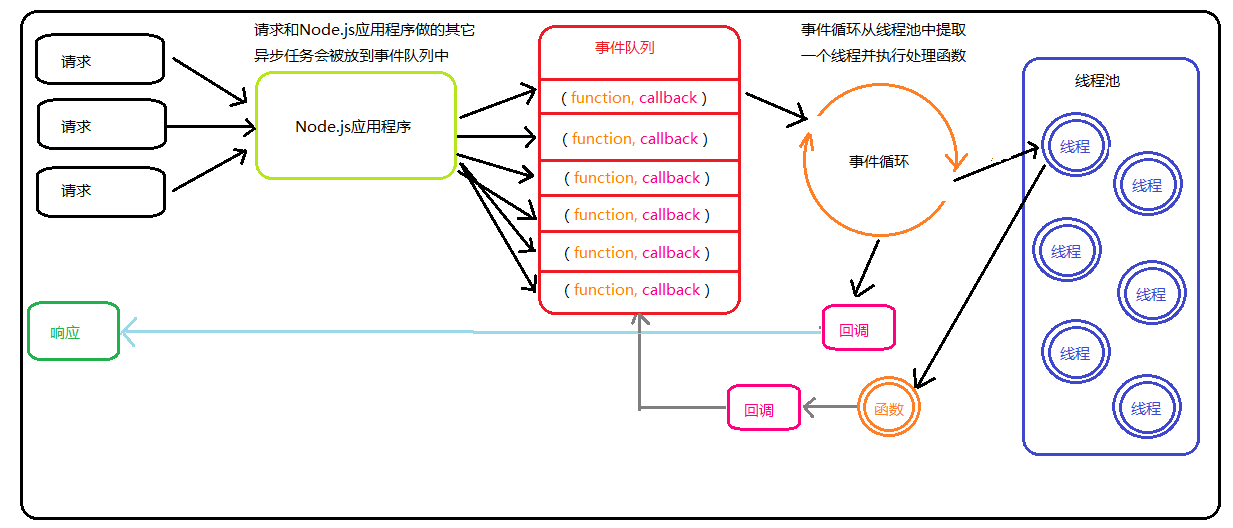 请求和Node.js应用程序做的其它
异步任务会被放到事件队列中
事件循环从线程池中提取
一个线程并执行处理函数
请求
请求
请求
Node.js应用程序
事件队列
( function, callback )
( function, callback )
( function, callback )
( function, callback )
( function, callback )
( function, callback )
事件循环
线程池
线程
线程
线程
线程
线程
线程
响应
回调
回调
函数